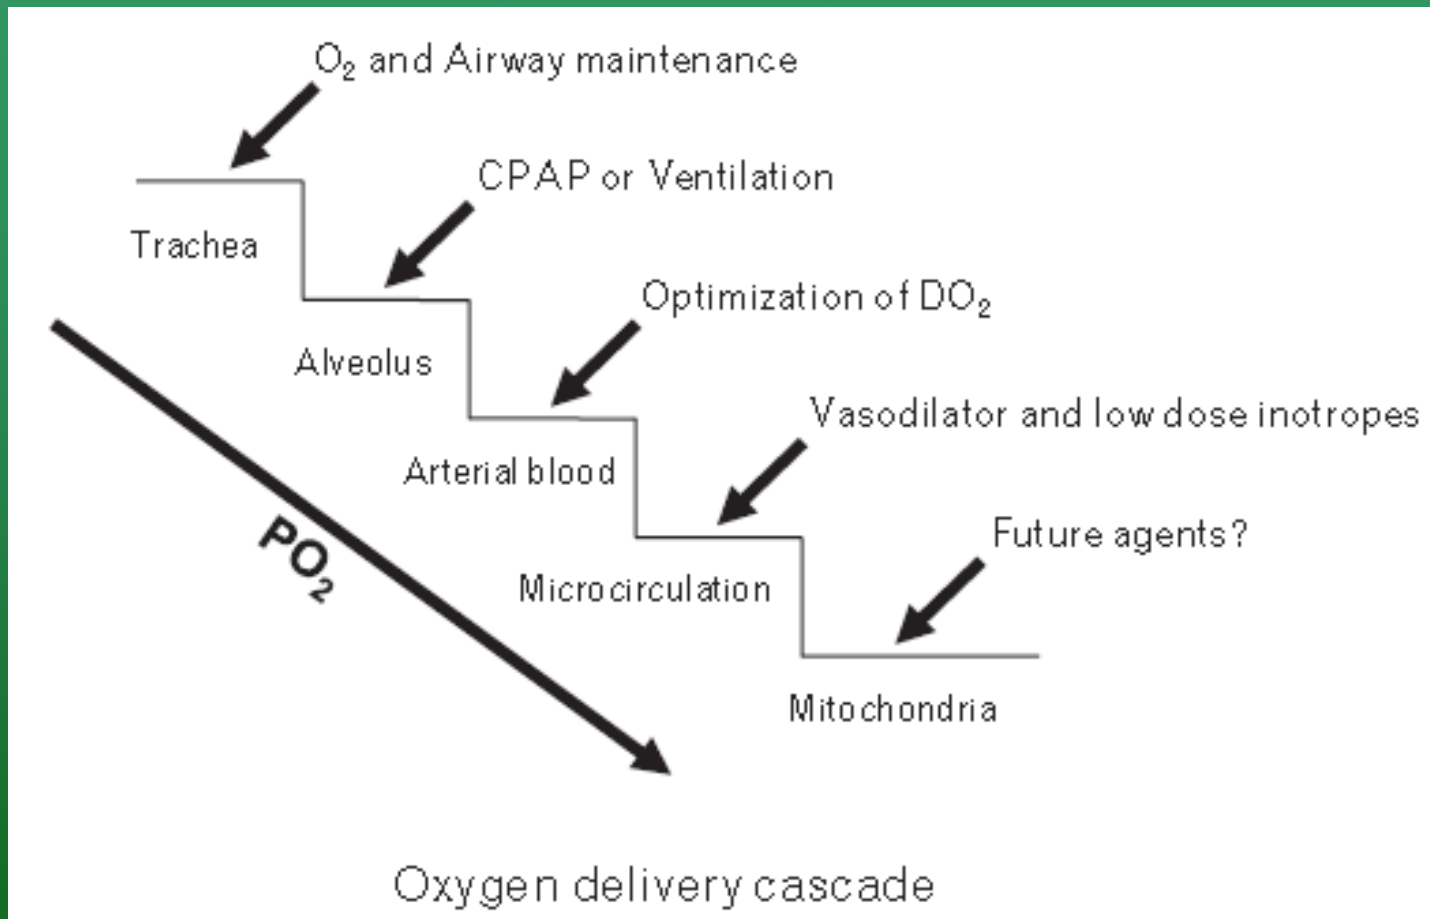 O₂ and Airway maintenance
CPAP or Ventilation
Trachea
Optimization of DO₂
Alveolus
Vasodilator and low dose inotropes
Arterial blood
PO₂
Future agents?
Microcirculation
Mitochondria
Oxygen delivery cascade